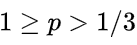 1 ≥ p > 1/3